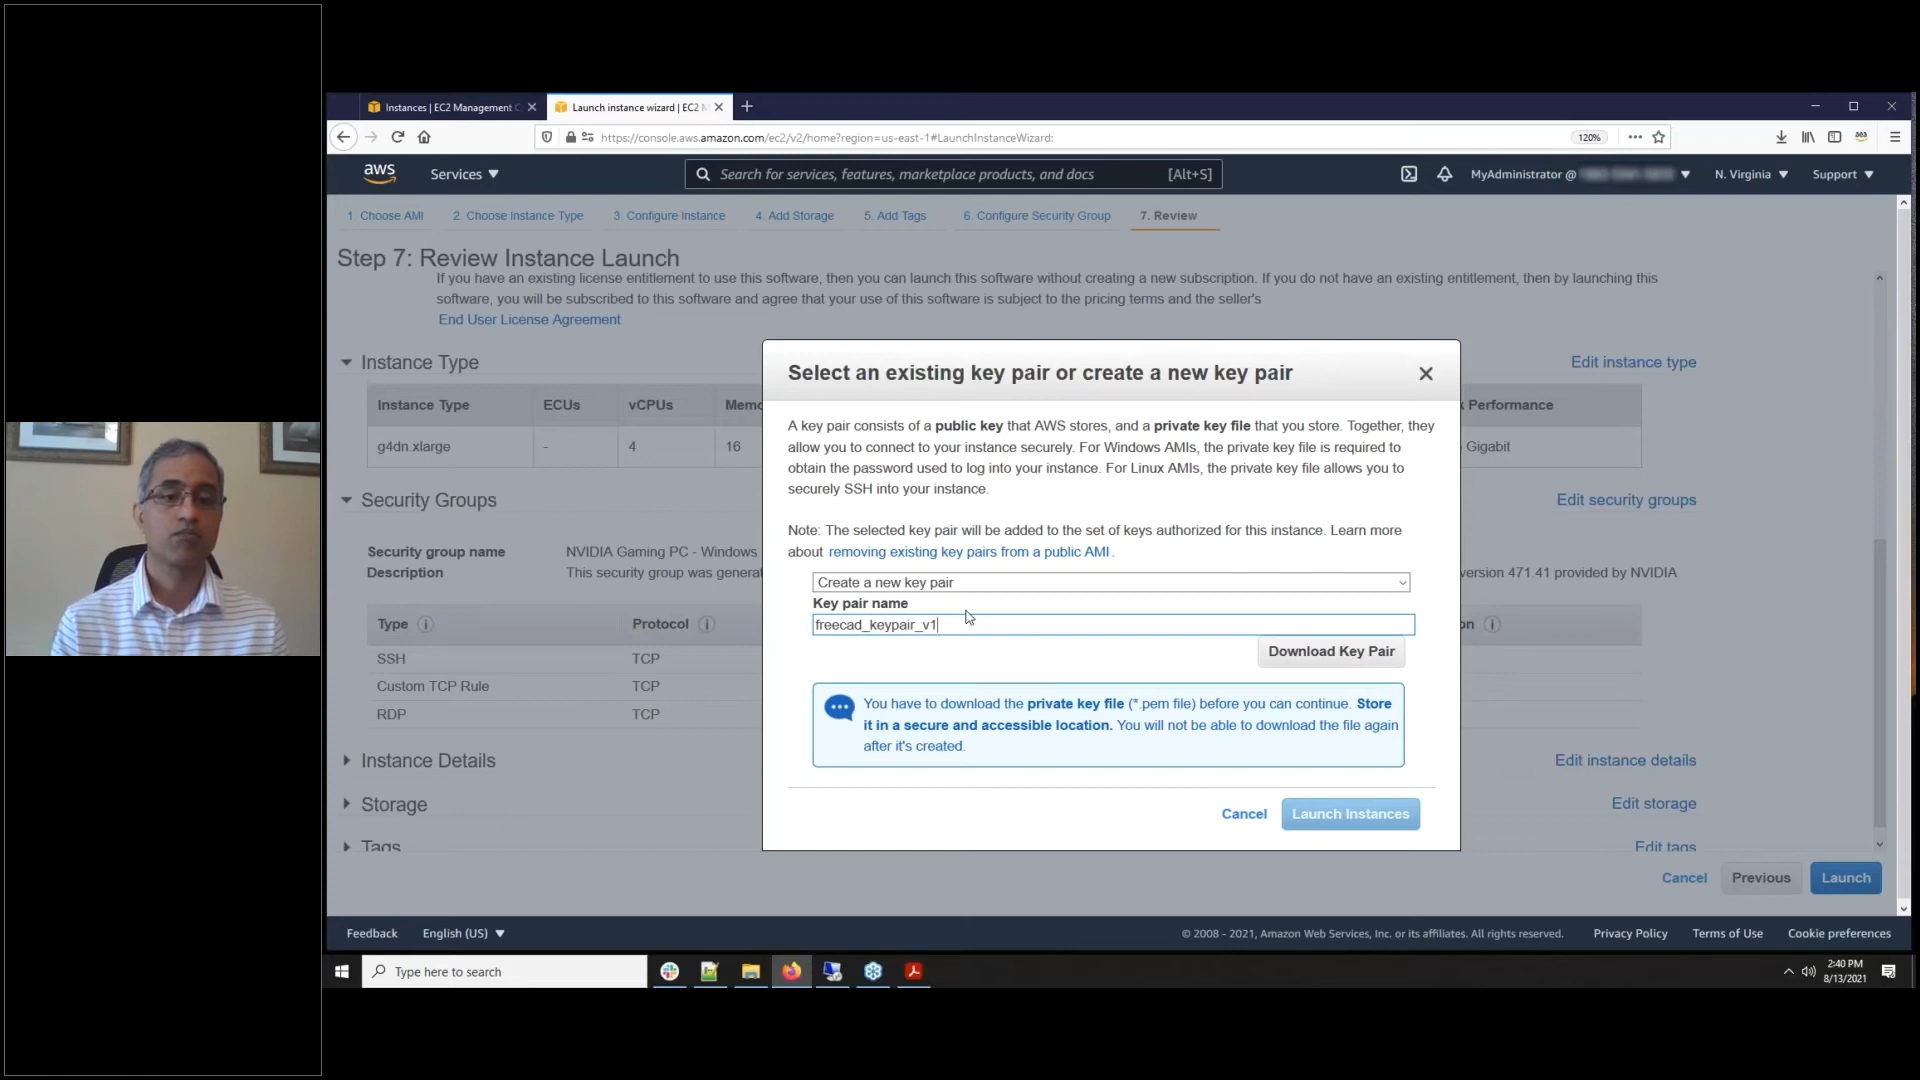 Instances | EC2 Management C
Launch instance wizard | EC2 M
https://console.aws.amazon.com/ec2/v2/home?region=us-east-1#LaunchInstanceWizard:
120%
aws
Services
Search for services, features, marketplace products, and docs
[Alt+S]
MyAdministrator @
N. Virginia
Support
1 Choose AMI
2. Choose Instance Type
3. Configure Instance
4. Add Storage
5. Add Tags
6. Configure Security Group
7. Review
Step 7: Review Instance Launch
If you have an existing license entitlement to use this software, then you can launch this software without creating a new subscription. If you do not have an existing entitlement, then by launching this
software, you will be subscribed to this software and agree that your use of this software is subject to the pricing terms and the seller's
End User License Agreement
Instance Type
Edit instance type
Instance Type
ECUs
vCPUs
Memo
Performance
g4dn.xlarge
-
4
16
Gigabit
Security Groups
Edit security groups
Security group name
NVIDIA Gaming PC - Windows
Description
This security group was generat
version 471.41 provided by NVIDIA
Type
Protocol
on
SSH
TCP
Custom TCP Rule
TCP
RDP
TCP
Instance Details
Edit instance details
Storage
Edit storage
Tags
Edit tags
Select an existing key pair or create a new key pair
A key pair consists of a public key that AWS stores, and a private key file that you store. Together, they
allow you to connect to your instance securely. For Windows AMIs, the private key file is required to
obtain the password used to log into your instance. For Linux AMIs, the private key file allows you to
securely SSH into your instance.
Note: The selected key pair will be added to the set of keys authorized for this instance. Learn more
about removing existing key pairs from a public AMI.
Create a new key pair
Key pair name
freecad_keypair_v1
Download Key Pair
You have to download the private key file (*.pem file) before you can continue. Store
it in a secure and accessible location. You will not be able to download the file again
after it's created.
Cancel
Launch Instances
Cancel
Previous
Launch
Feedback
English (US)
© 2008 - 2021, Amazon Web Services, Inc. or its affiliates. All rights reserved.
Privacy Policy
Terms of Use
Cookie preferences
Type here to search
2:40 PM
8/13/2021